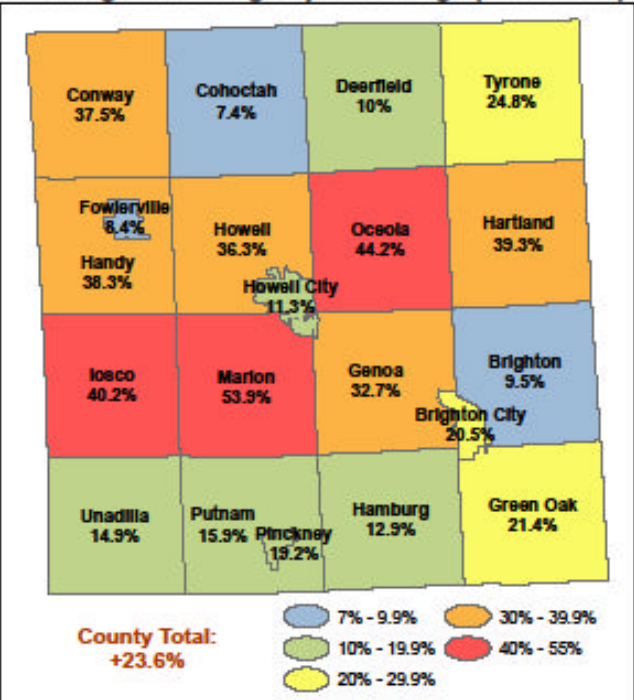 Conway
37.5%
Cohoctah
7.4%
Deerfield
10%
Tyrone
24.8%
Fowlerville
8.4%
Handy
38.3%
Howell
36.3%
Howell City
11.3%
Oceola
44.2%
Hartland
39.3%
Iosco
40.2%
Marion
53.9%
Genoa
32.7%
Brighton
9.5%
Brighton City
20.5%
Unadilla
14.9%
Putnam
15.9%
Pinckney
19.2%
Hamburg
12.9%
Green Oak
21.4%
County Total:
+23.6%
7% - 9.9%
10% - 19.9%
20% - 29.9%
30% - 39.9%
40% - 55%